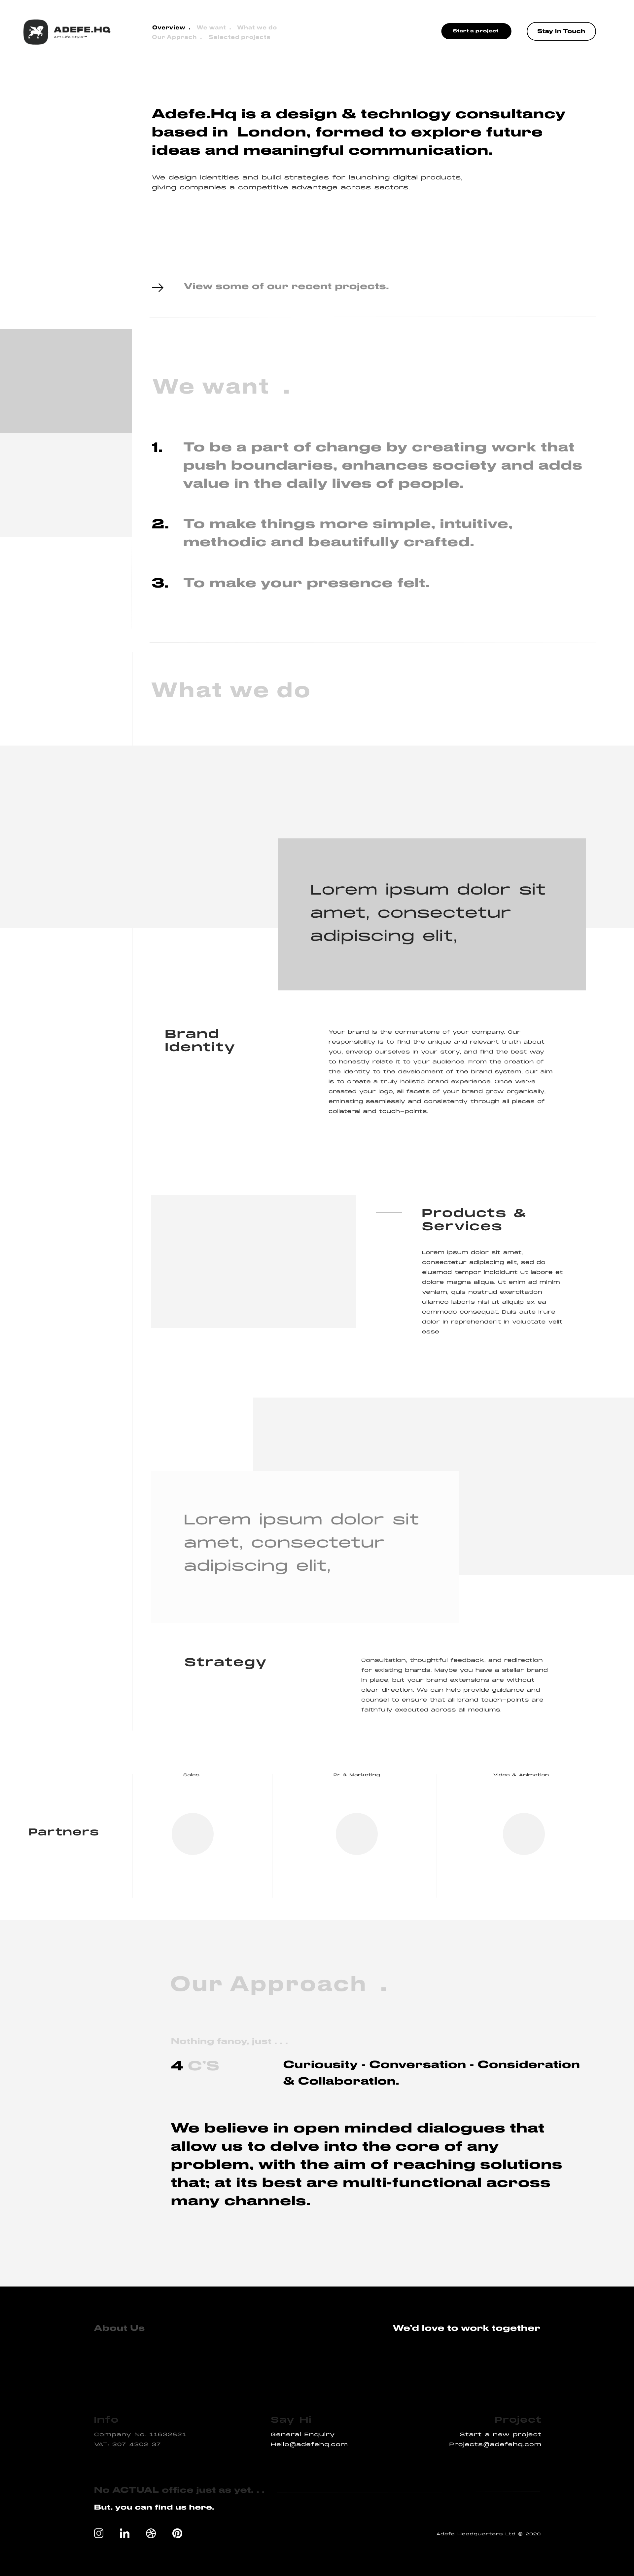 ADEFE.HQ
Art Life Style™
Overview . We want . What we do
Our Apprach . Selected projects
Start a project
Stay In Touch
Adefe.Hq is a design & technlogy consultancy
based in London, formed to explore future
ideas and meaningful communication.
We design identities and build strategies for launching digital products,
giving companies a competitive advantage across sectors.
View some of our recent projects.
We want .
1. To be a part of change by creating work that
push boundaries, enhances society and adds
value in the daily lives of people.
2. To make things more simple, intuitive,
methodic and beautifully crafted.
3. To make your presence felt.
What we do
Lorem ipsum dolor sit
amet, consectetur
adipiscing elit,
Brand
Identity
Your brand is the cornerstone of your company. Our
responsibility is to find the unique and relevant truth about
you, envelop ourselves in your story, and find the best way
to honestly relate it to your audience. From the creation of
the identity to the development of the brand system, our aim
is to create a truly holistic brand experience. Once we've
created your logo, all facets of your brand grow organically,
eminating seamlessly and consistently through all pieces of
collateral and touch-points.
Products &
Services
Lorem ipsum dolor sit amet,
consectetur adipiscing elit, sed do
eiusmod tempor incididunt ut labore et
dolore magna aliqua. Ut enim ad minim
veniam, quis nostrud exercitation
ullamco laboris nisi ut aliquip ex ea
commodo consequat. Duis aute irure
dolor in reprehenderit in voluptate velit
esse
Lorem ipsum dolor sit
amet, consectetur
adipiscing elit,
Strategy
Consultation, thoughtful feedback, and redirection
for existing brands. Maybe you have a stellar brand
in place, but your brand extensions are without
clear direction. We can help provide guidance and
counsel to ensure that all brand touch-points are
faithfully executed across all mediums.
Sales
Pr & Marketing
Video & Animation
Partners
Our Approach .
Nothing fancy, just . . .
4 C'S
Curiousity - Conversation - Consideration
& Collaboration.
We believe in open minded dialogues that
allow us to delve into the core of any
problem, with the aim of reaching solutions
that; at its best are multi-functional across
many channels.
About Us
We'd love to work together
Info
Company No 11632821
VAT: 307 4302 37
Say Hi
General Enquiry
Hello@adefehq.com
Project
Start a new project
Projects@adefehq.com
No ACTUAL office just as yet. . .
But, you can find us here.
Adefe Headquarters Ltd © 2020